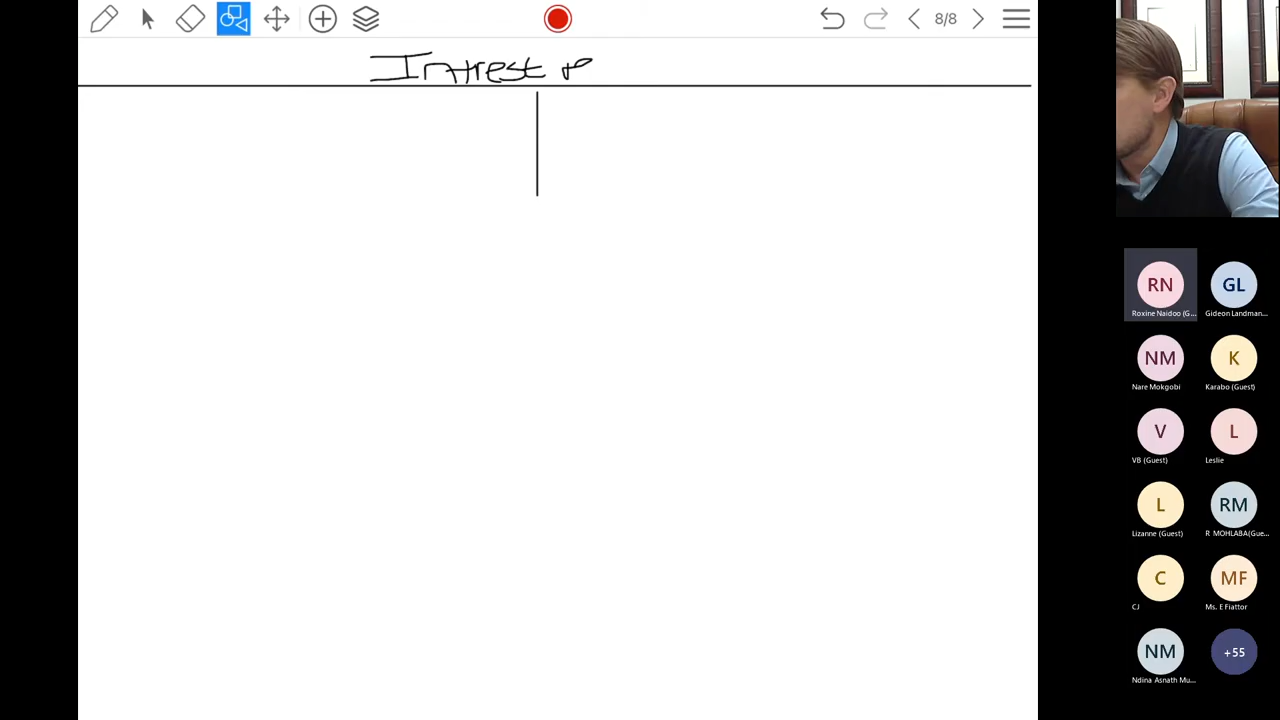 8/8
Intrest
RN
GL
Roxine Naidoo (G...
Gideon Landman...
NM
K
Nare Mokgobi
Karabo (Guest)
V
L
VB (Guest)
Leslie
L
RM
Lizanne (Guest)
R MOHLABA(Gue...
C
MF
CJ
Ms. E Fiattor
NM
+55
Ndina Asnath Mu...